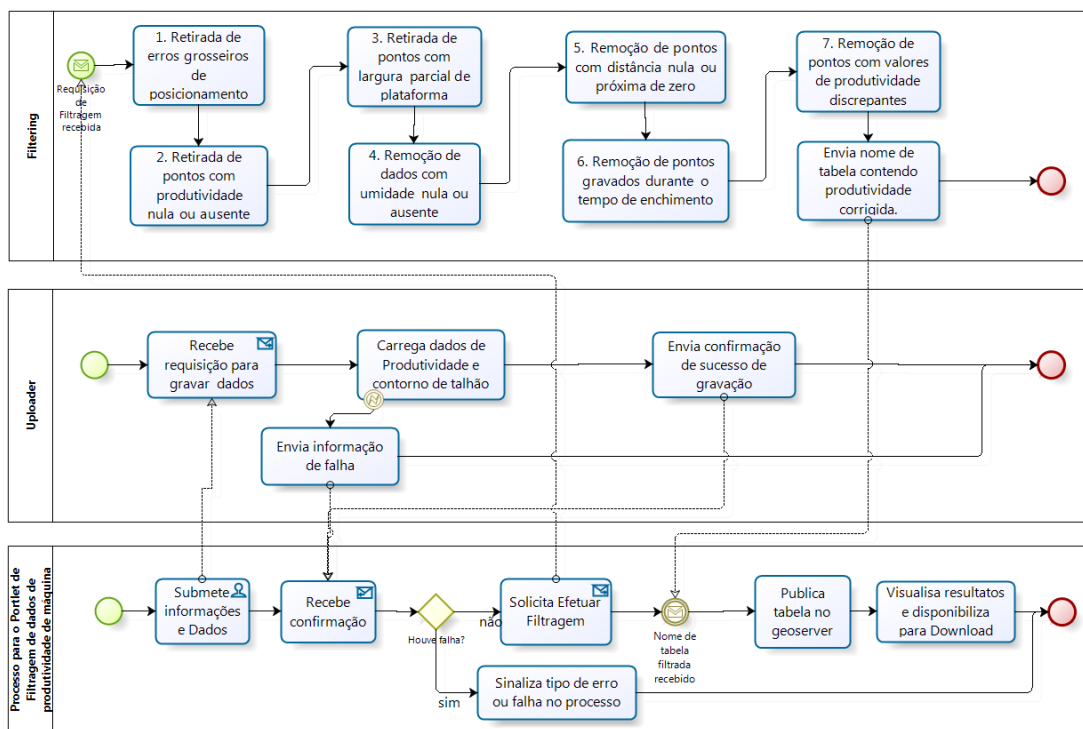 Filtering
Requisição
de
Filtragem
recebida
1. Retirada de
erros grosseiros
de
posicionamento
2. Retirada de
pontos com
produtividade
nula ou ausente
3. Retirada de
pontos com
largura parcial de
plataforma
4. Remoção de
dados com
umidade nula ou
ausente
5. Remoção de pontos
com distância nula ou
próxima de zero
6. Remoção de pontos
gravados durante o
tempo de enchimento
7. Remoção de
pontos com valores
de produtividade
discrepantes
Envia nome de
tabela contendo
produtividade
corrigida.
Uploader
Recebe
requisição para
gravar dados
Carrega dados de
Produtividade e
contorno de talhão
Envia informação
de falha
Envia confirmação
de sucesso de
gravação
Processo para o Portlet de
Filtragem de dados de
produtividade de máquina
Submete
informações
e Dados
Recebe
confirmação
Houve falha?
não
sim
Solicita Efetuar
Filtragem
Sinaliza tipo de erro
ou falha no processo
Nome de
tabela
filtrada
recebido
Publica
tabela no
geoserver
Visualisa resultados
e disponibiliza
para Download